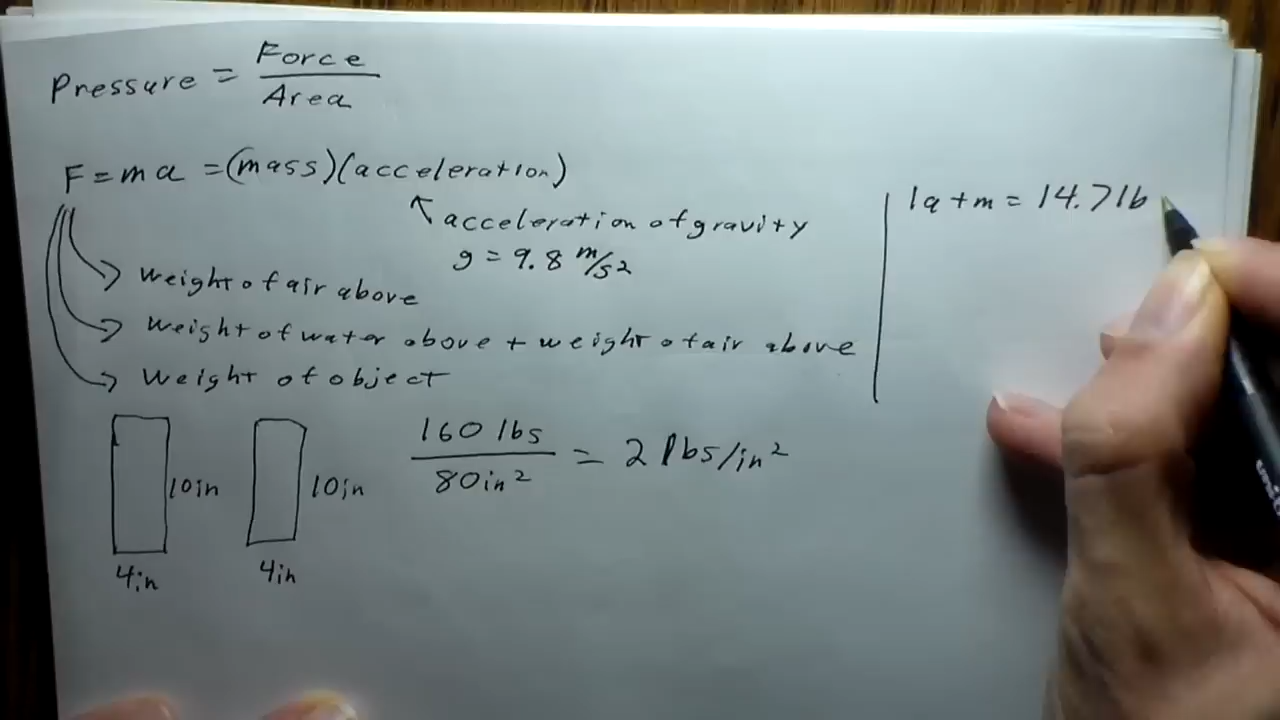 Pressure = Force
Area
F = ma = (mass)(acceleration)
acceleration of gravity
g = 9.8 m/s²
weight of air above
weight of water above + weight of air above
weight of object
10in
10in
4in
4in
160 lbs
80in²
= 2 lbs/in²
1atm = 14.7lb